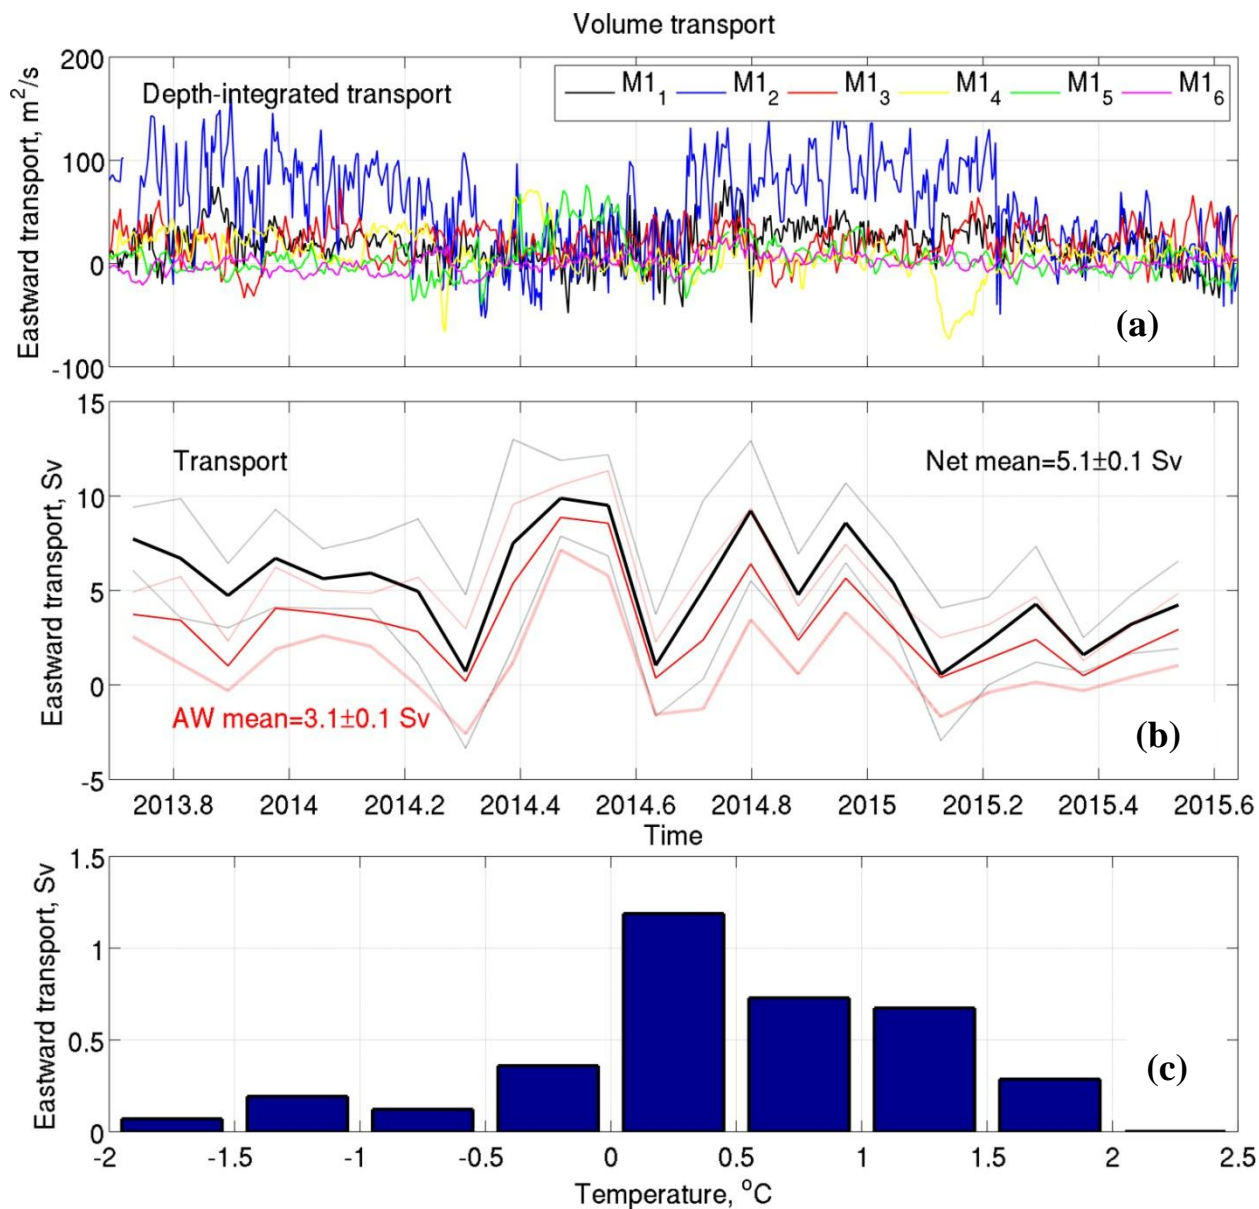 Volume transport
Eastward transport, m²/s
200
100
0
-100
Depth-integrated transport
M1₁ M1₂ M1₃ M1₄ M1₅ M1₆
(a)
Eastward transport, Sv
15
10
5
0
-5
Transport
Net mean=5.1±0.1 Sv
AW mean=3.1±0.1 Sv
(b)
2013.8 2014 2014.2 2014.4 2014.6 2014.8 2015 2015.2 2015.4 2015.6
Time
Eastward transport, Sv
1.5
1
0.5
0
(c)
-2 -1.5 -1 -0.5 0 0.5 1 1.5 2 2.5
Temperature, °C